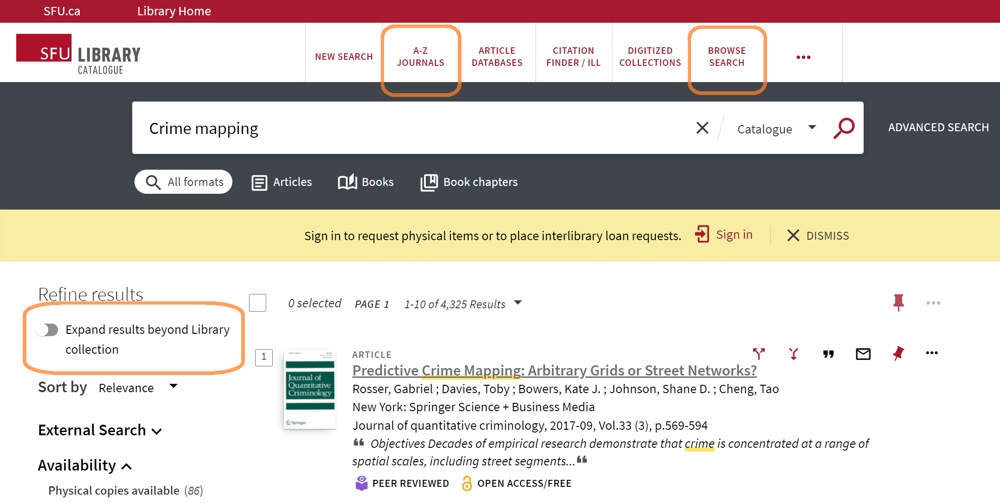 SFU.ca Library Home
SFU LIBRARY
CATALOGUE
NEW SEARCH
A-Z
JOURNALS
ARTICLE
DATABASES
CITATION
FINDER / ILL
DIGITIZED
COLLECTIONS
BROWSE
SEARCH
Crime mapping
Catalogue
ADVANCED SEARCH
All formats
Articles
Books
Book chapters
Sign in to request physical items or to place interlibrary loan requests. Sign in DISMISS
Refine results
Expand results beyond Library
collection
Sort by Relevance
External Search
Availability
Physical copies available (86)
0 selected PAGE 1 1-10 of 4,325 Results
1
Journal of
Quantitative
Criminology
Springer
ARTICLE
Predictive Crime Mapping: Arbitrary Grids or Street Networks?
Rosser, Gabriel ; Davies, Toby ; Bowers, Kate J. ; Johnson, Shane D. ; Cheng, Tao
New York: Springer Science + Business Media
Journal of quantitative criminology, 2017-09, Vol.33 (3), p.569-594
Objectives Decades of empirical research demonstrate that crime is concentrated at a range of
spatial scales, including street segments...
PEER REVIEWED OPEN ACCESS/FREE